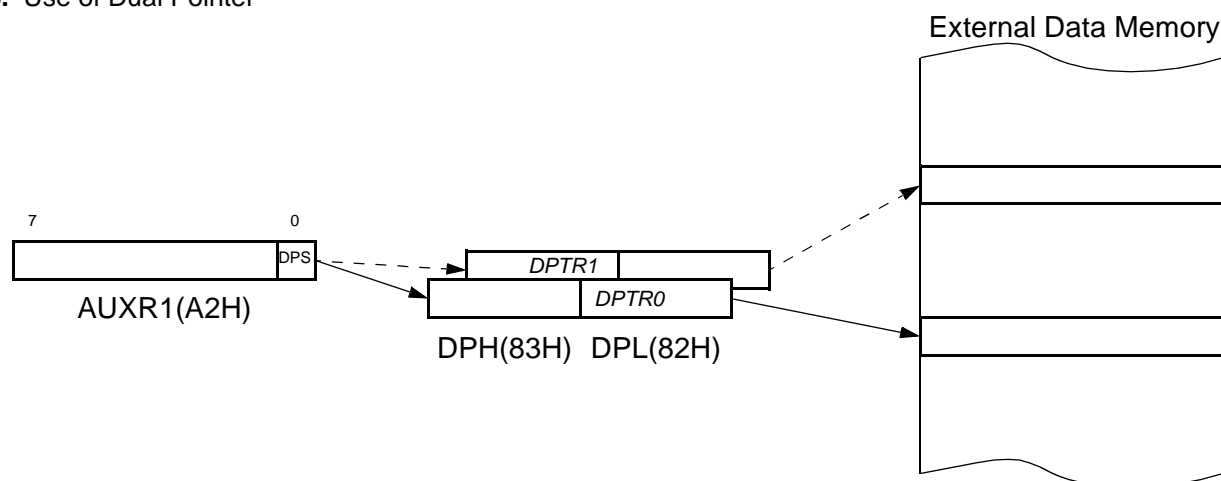 Use of Dual Pointer
External Data Memory
7
0
DPS
AUXR1(A2H)
DPTR1
DPTR0
DPH(83H) DPL(82H)